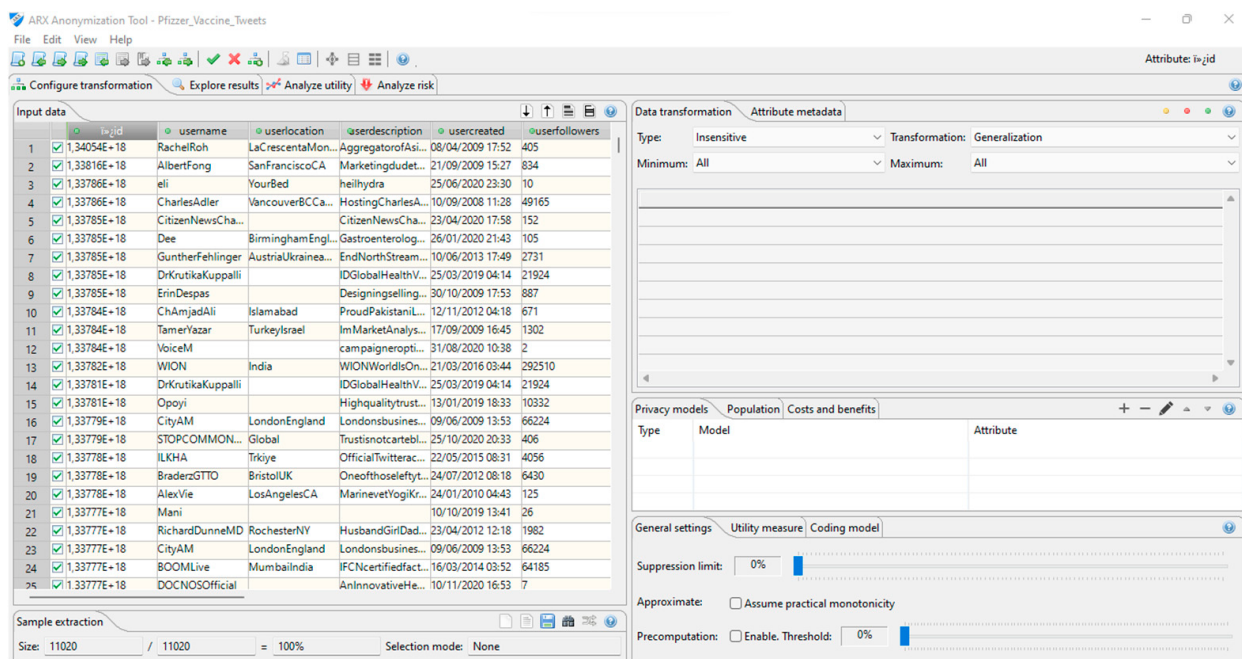 ARX Anonymization Tool - Pfizzer_Vaccine_Tweets
File Edit View Help
Attribute: ï»¿id
Configure transformation Explore results Analyze utility Analyze risk
Input data
ï»¿id username userlocation userdescription usercreated userfollowers
1 1,34054E+18 RachelRoh LaCrescentaMon... AggregatorofAsi... 08/04/2009 17:52 405
2 1,33816E+18 AlbertFong SanFranciscoCA Marketingdudet... 21/09/2009 15:27 834
3 1,33786E+18 eli YourBed heilhydra 25/06/2020 23:30 10
4 1,33786E+18 CharlesAdler VancouverBCCa... HostingCharlesA... 10/09/2008 11:28 49165
5 1,33785E+18 CitizenNewsCha... CitizenNewsCha... 23/04/2020 17:58 152
6 1,33785E+18 Dee BirminghamEngl... Gastroenterolog... 26/01/2020 21:43 105
7 1,33785E+18 GuntherFehlinger AustriaUkrainea... EndNorthStream... 10/06/2013 17:49 2731
8 1,33785E+18 DrKrutikaKuppalli IDGlobalHealthV... 25/03/2019 04:14 21924
9 1,33785E+18 ErinDespas Designingselling... 30/10/2009 17:53 887
10 1,33784E+18 ChAmjadAli Islamabad ProudPakistaniL... 12/11/2012 04:18 671
11 1,33784E+18 TamerYazar TurkeyIsrael ImMarketAnalys... 17/09/2009 16:45 1302
12 1,33784E+18 VoiceM campaigneropti... 31/08/2020 10:38 2
13 1,33782E+18 WION India WIONWorldIsOn... 21/03/2016 03:44 292510
14 1,33781E+18 DrKrutikaKuppalli IDGlobalHealthV... 25/03/2019 04:14 21924
15 1,33781E+18 Opoyi Highqualitytrust... 13/01/2019 18:33 10332
16 1,33779E+18 CityAM LondonEngland Londonsbusines... 09/06/2009 13:53 66224
17 1,33779E+18 STOPCOMMON... Global Trustisnotcartebl... 25/10/2020 20:33 406
18 1,33778E+18 ILKHA Trkiye OfficialTwitterac... 22/05/2015 08:31 4056
19 1,33778E+18 BraderzGTTO BristolUK Oneofthoseleftyt... 24/07/2012 08:18 6430
20 1,33778E+18 AlexVie LosAngelesCA MarinevetYogiKr... 24/01/2010 04:43 125
21 1,33777E+18 Mani 10/10/2019 13:41 26
22 1,33777E+18 RichardDunneMD RochesterNY HusbandGirlDad... 23/04/2012 12:18 1982
23 1,33777E+18 CityAM LondonEngland Londonsbusines... 09/06/2009 13:53 66224
24 1,33777E+18 BOOMLive MumbaiIndia IFCNcertifiedfact... 16/03/2014 03:52 64185
25 1,33777E+18 DOCNOSOfficial AnInnovativeHe... 10/11/2020 16:53 7
Sample extraction
Size: 11020 / 11020 = 100% Selection mode: None
Data transformation Attribute metadata
Type: Insensitive Transformation: Generalization
Minimum: All Maximum: All
Privacy models Population Costs and benefits
Type Model Attribute
General settings Utility measure Coding model
Suppression limit: 0%
Approximate: Assume practical monotonicity
Precomputation: Enable. Threshold: 0%